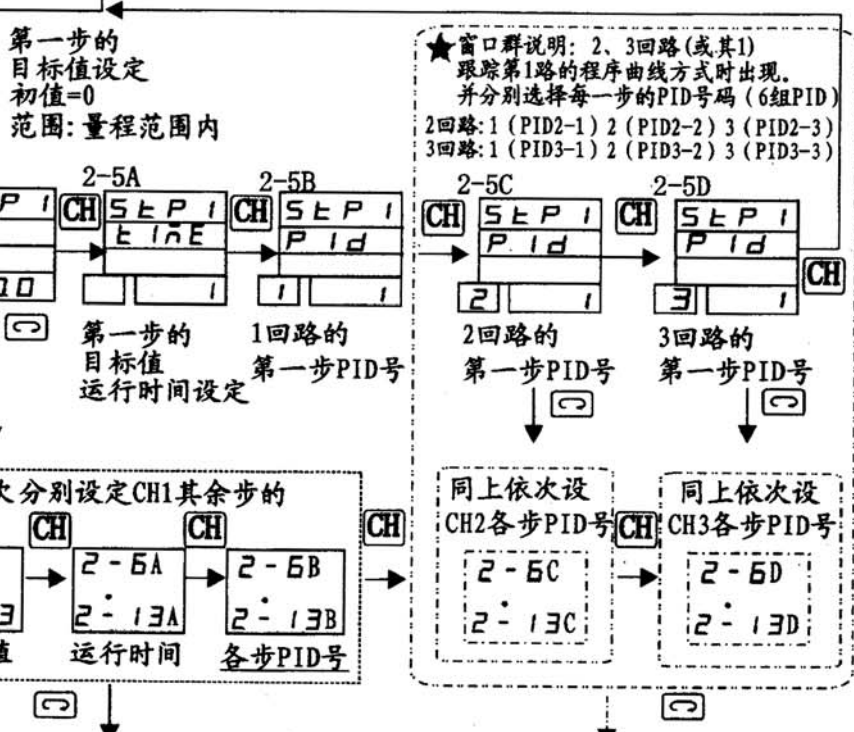 第一步的
目标值设定
初值=0
范围:量程范围内
★窗口群说明: 2、3回路(或其1)
跟踪第1路的程序曲线方式时出现。
并分别选择每一步的PID号码(6组PID)
2回路:1(PID2-1)2(PID2-2)3(PID2-3)
3回路:1(PID3-1)2(PID3-2)3(PID3-3)
2-5A
2-5B
2-5C
2-5D
P 1
CH
StP 1
CH
StP 1
CH
StP 1
CH
StP 1
tinE
PId
PId
PId
CH
1
1 1
2 1
3 1
第一步的
目标值
运行时间设定
1回路的
第一步PID号
2回路的
第一步PID号
3回路的
第一步PID号
分别设定CH1其余步的
同上依次设
CH2各步PID号
同上依次设
CH3各步PID号
CH
CH
CH
CH
2-6A
2-13A
2-6B
2-13B
2-6C
2-13C
2-6D
2-13D
运行时间
各步PID号